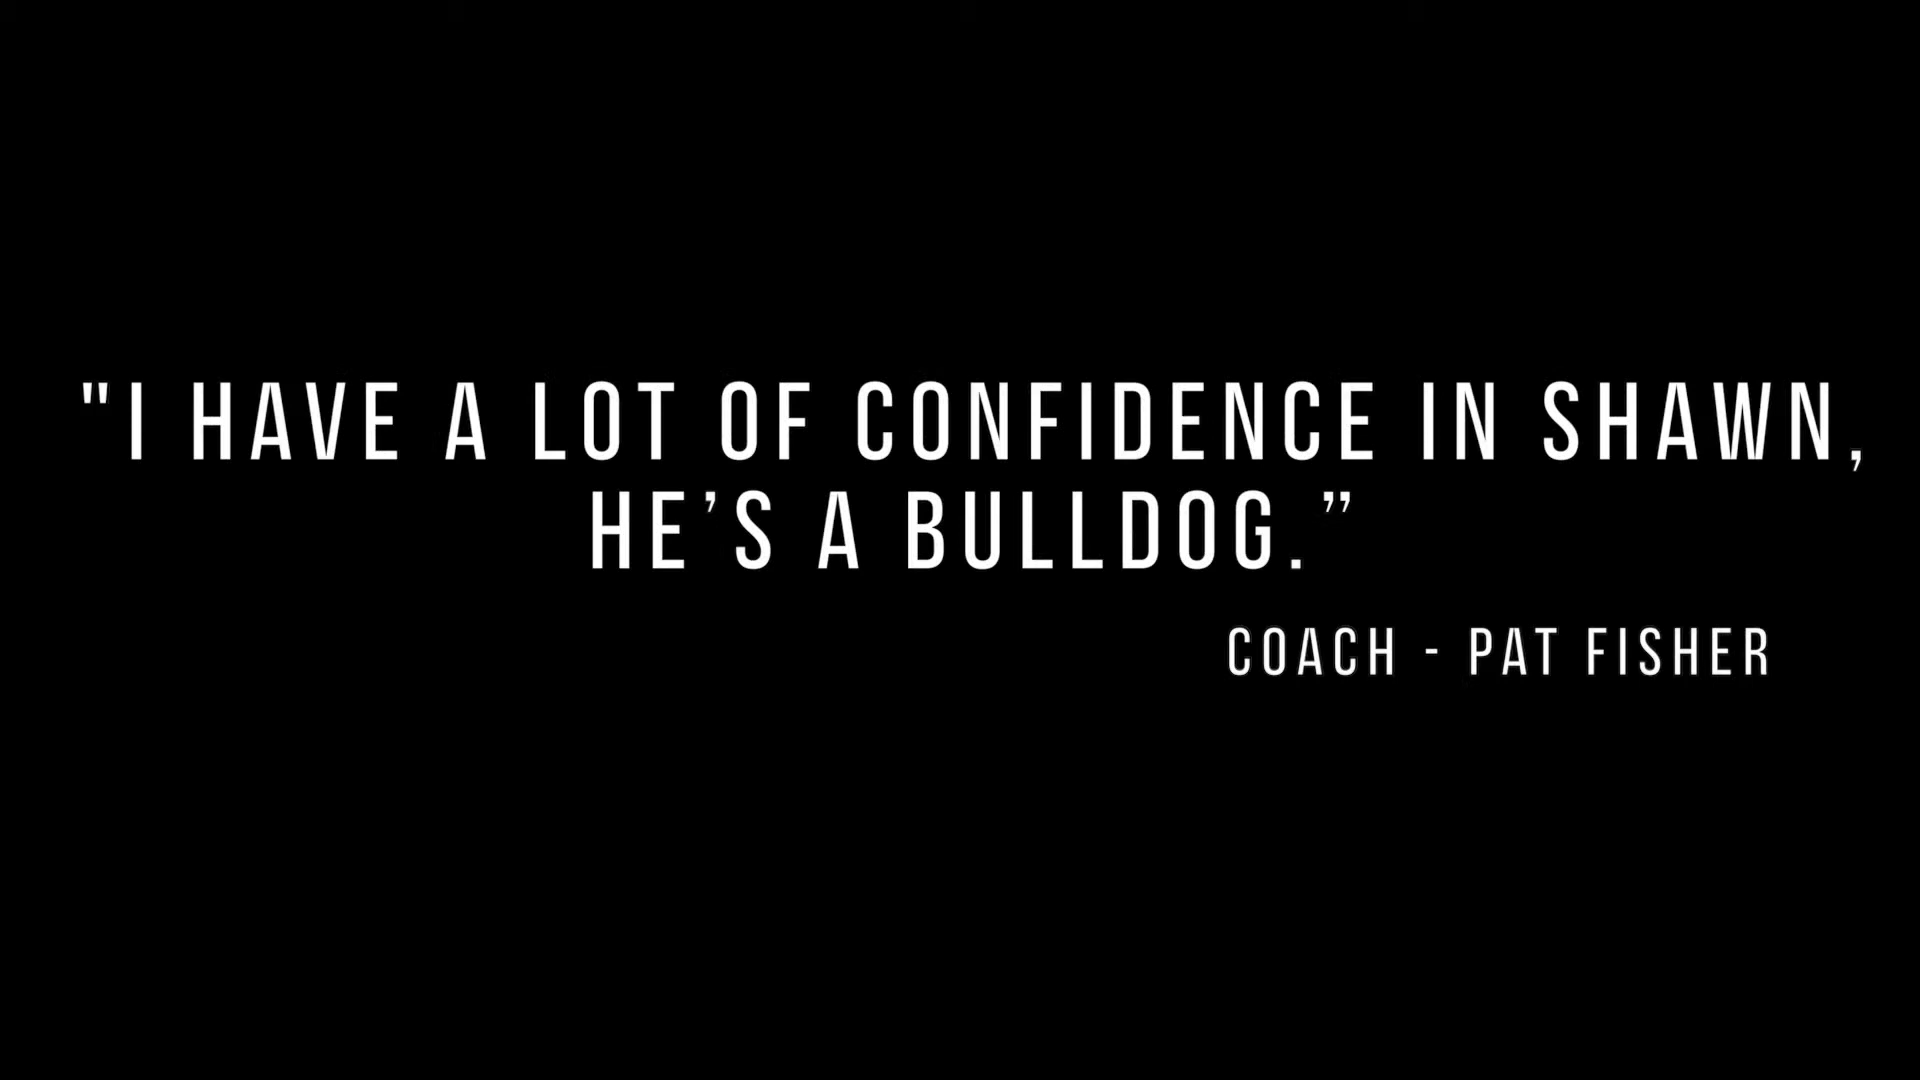 "I HAVE A LOT OF CONFIDENCE IN SHAWN,
HE’S A BULLDOG.”
COACH - PAT FISHER